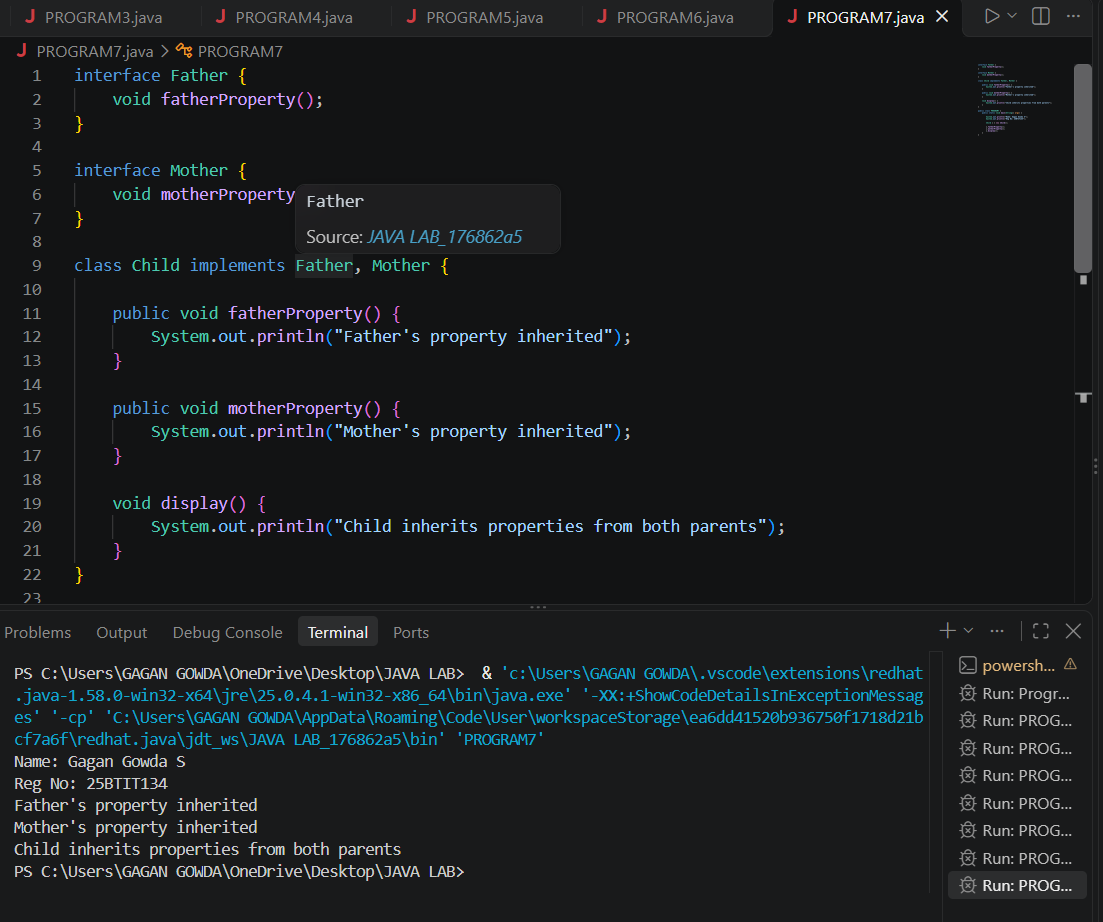 PROGRAM3.java PROGRAM4.java PROGRAM5.java PROGRAM6.java PROGRAM7.java
PROGRAM7.java > PROGRAM7
1 interface Father {
2 void fatherProperty();
3 }
4
5 interface Mother {
6 void motherProperty
7 }
8
Father
Source: JAVA LAB_176862a5
9 class Child implements Father, Mother {
10
11 public void fatherProperty() {
12 System.out.println("Father's property inherited");
13 }
14
15 public void motherProperty() {
16 System.out.println("Mother's property inherited");
17 }
18
19 void display() {
20 System.out.println("Child inherits properties from both parents");
21 }
22 }
23
Problems Output Debug Console Terminal Ports
PS C:\Users\GAGAN GOWDA\OneDrive\Desktop\JAVA LAB> & 'c:\Users\GAGAN GOWDA\.vscode\extensions\redhat
.java-1.58.0-win32-x64\jre\25.0.4.1-win32-x86_64\bin\java.exe' '-XX:+ShowCodeDetailsInExceptionMessag
es' '-cp' 'C:\Users\GAGAN GOWDA\AppData\Roaming\Code\User\workspaceStorage\ea6dd41520b936750f1718d21b
cf7a6f\redhat.java\jdt_ws\JAVA LAB_176862a5\bin' 'PROGRAM7'
Name: Gagan Gowda S
Reg No: 25BTIT134
Father's property inherited
Mother's property inherited
Child inherits properties from both parents
PS C:\Users\GAGAN GOWDA\OneDrive\Desktop\JAVA LAB>
powersh...
Run: Progr...
Run: PROG...
Run: PROG...
Run: PROG...
Run: PROG...
Run: PROG...
Run: PROG...
Run: PROG...